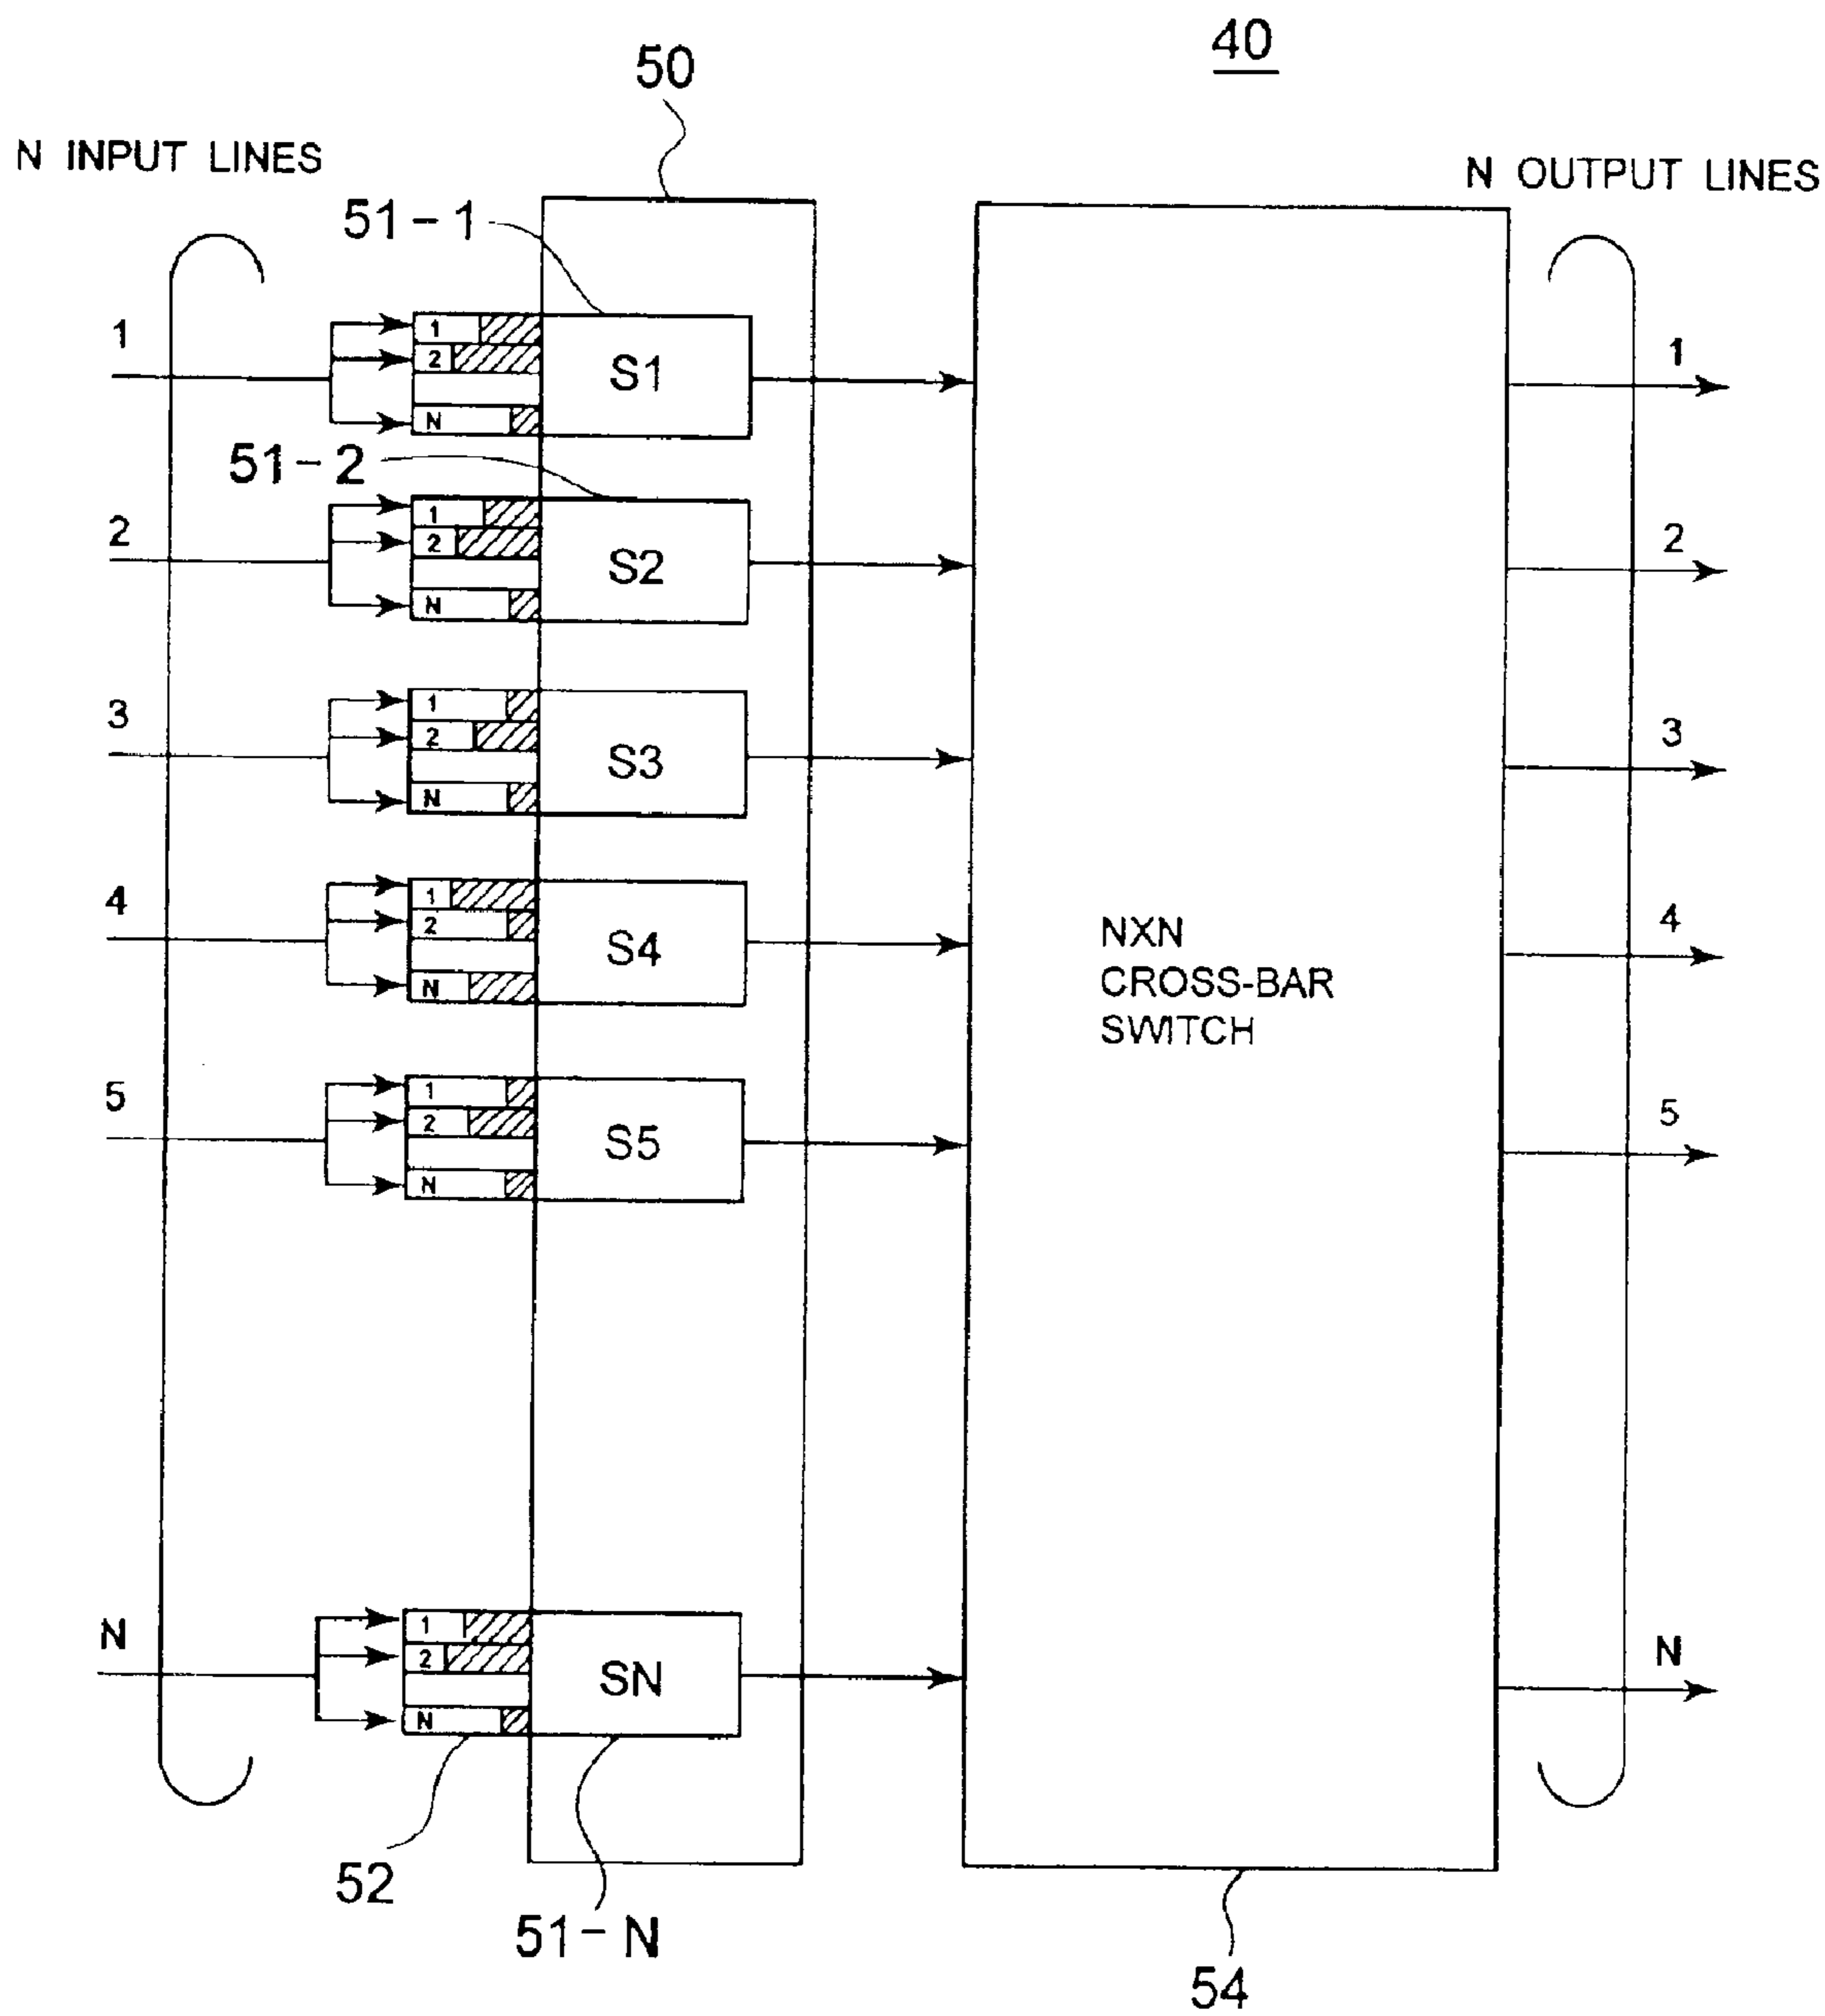 40
50
N INPUT LINES
N OUTPUT LINES
51-1
1
1
2
N
S1
1
51-2
2
1
2
N
S2
2
3
1
2
N
S3
3
4
1
2
N
S4
4
NXN
CROSS-BAR
SWITCH
5
1
2
N
S5
5
N
1
2
N
SN
N
52
51-N
54